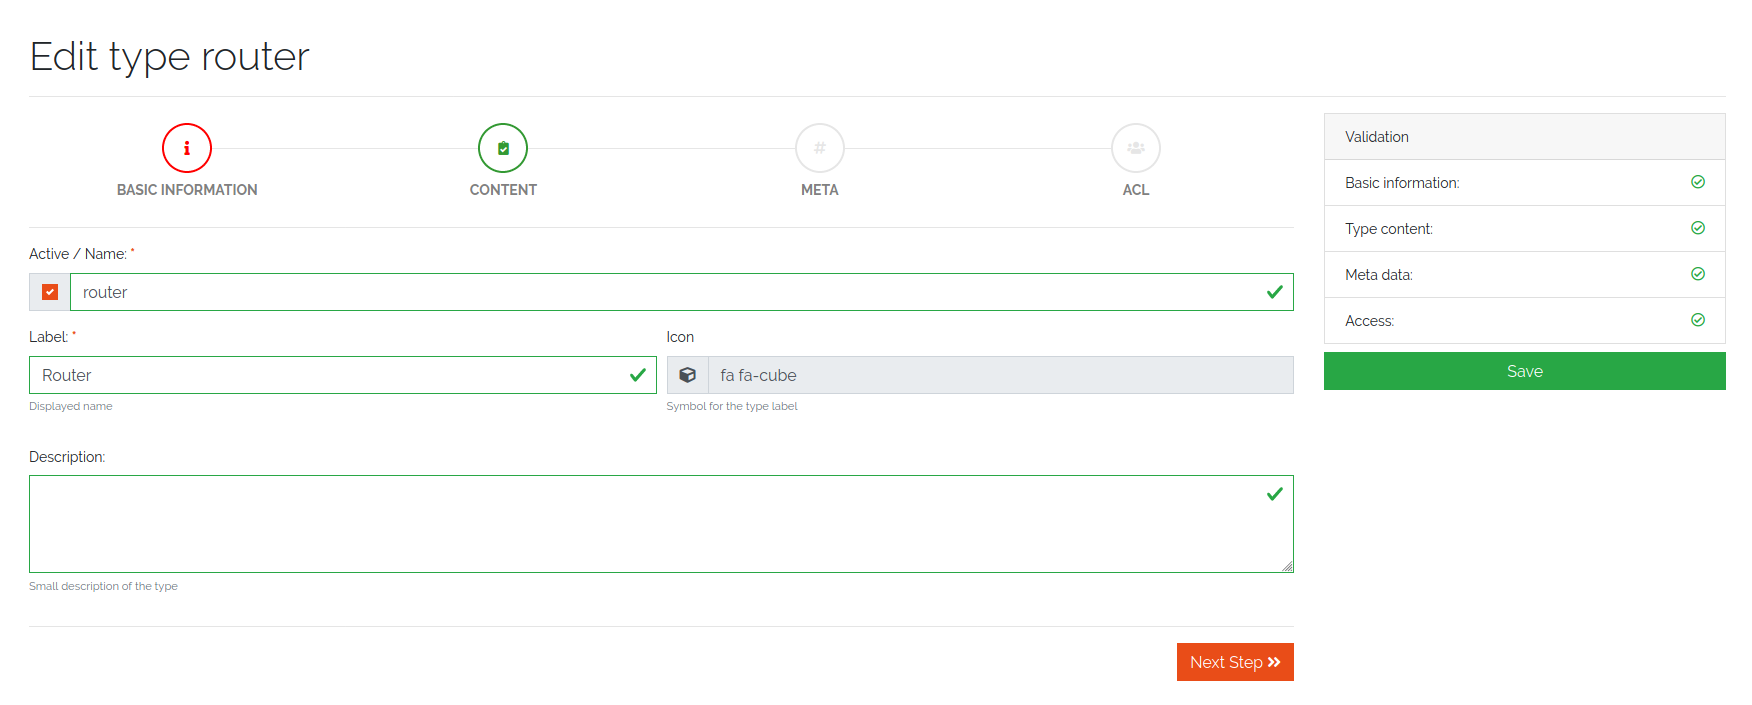 Edit type router
BASIC INFORMATION
CONTENT
META
ACL
Active / Name: *
router
Label: *
Router
Displayed name
Icon
fa fa-cube
Symbol for the type label
Description:
Small description of the type
Next Step
Validation
Basic information:
Type content:
Meta data:
Access:
Save